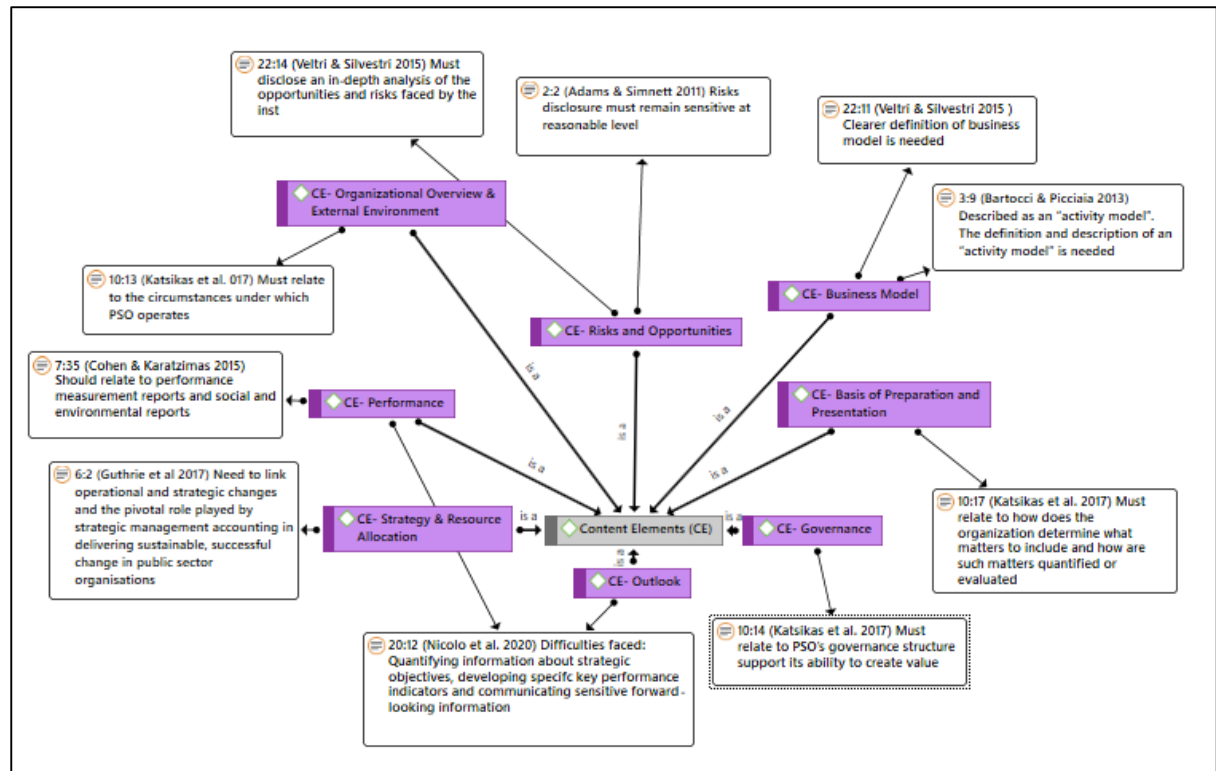 22:14 (Veltri & Silvestri 2015) Must
disclose an in-depth analysis of the
opportunities and risks faced by the
inst
2:2 (Adams & Simnett 2011) Risks
disclosure must remain sensitive at
reasonable level
22:11 (Veltri & Silvestri 2015 )
Clearer definition of business
model is needed
CE- Organizational Overview &
External Environment
3:9 (Bartocci & Picciaia 2013)
Described as an "activity model".
The definition and description of an
"activity model" is needed
10:13 (Katsikas et al. 017) Must relate
to the circumstances under which
PSO operates
CE- Business Model
CE- Risks and Opportunities
7:35 (Cohen & Karatzimas 2015)
Should relate to performance
measurement reports and social and
environmental reports
CE- Performance
CE- Basis of Preparation and
Presentation
is a
is a
is a
is a
is a
6:2 (Guthrie et al 2017) Need to link
operational and strategic changes
and the pivotal role played by
strategic management accounting in
delivering sustainable, successful
change in public sector
organisations
CE- Strategy & Resource
Allocation
is a
Content Elements (CE)
is a
CE- Governance
is a
CE- Outlook
10:17 (Katsikas et al. 2017) Must
relate to how does the
organization determine what
matters to include and how are
such matters quantified or
evaluated
20:12 (Nicolo et al. 2020) Difficulties faced:
Quantifying information about strategic
objectives, developing specifc key performance
indicators and communicating sensitive forward-
looking information
10:14 (Katsikas et al. 2017) Must
relate to PSO's governance structure
support its ability to create value